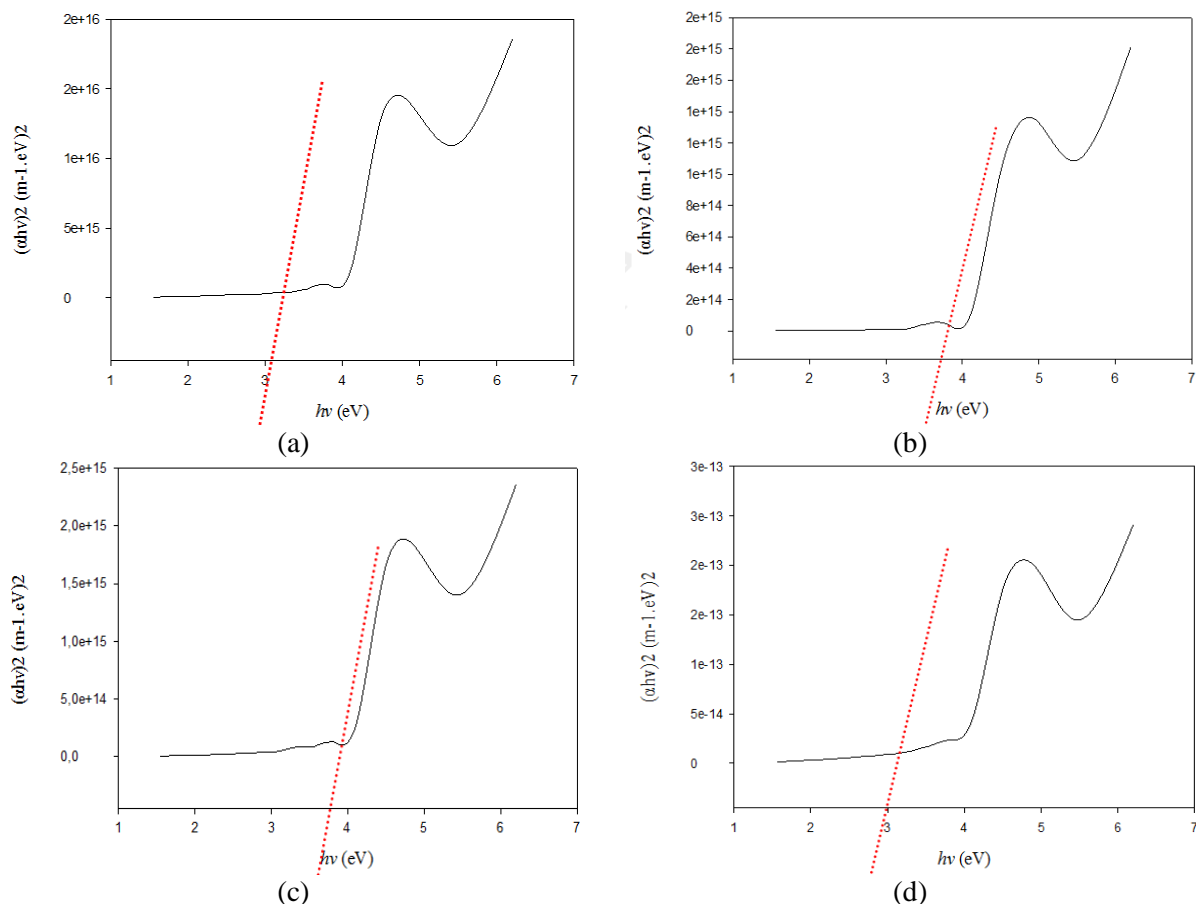 2e+16
2e+16
1e+16
5e+15
0
(αhν)2 (m-1.eV)2
1 2 3 4 5 6 7
hν (eV)
(a)
2e+15
2e+15
1e+15
1e+15
1e+15
8e+14
6e+14
4e+14
2e+14
0
(αhν)2 (m-1.eV)2
1 2 3 4 5 6 7
hν (eV)
(b)
2,5e+15
2,0e+15
1,5e+15
1,0e+15
5,0e+14
0,0
(αhν)2 (m-1.eV)2
1 2 3 4 5 6 7
hν (eV)
(c)
3e-13
3e-13
2e-13
2e-13
1e-13
5e-14
0
(αhν)2 (m-1.eV)2
1 2 3 4 5 6 7
hν (eV)
(d)